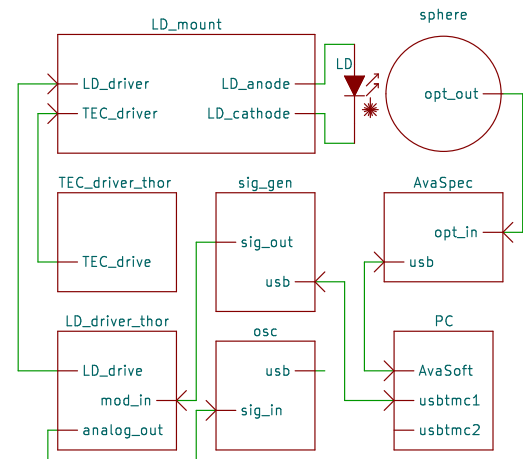 sphere
LD_mount
LD
LD_driver
LD_anode
opt_out
TEC_driver
LD_cathode
TEC_driver_thor
sig_gen
AvaSpec
sig_out
opt_in
TEC_drive
usb
usb
LD_driver_thor
osc
PC
LD_drive
usb
AvaSoft
mod_in
sig_in
usbtmc1
analog_out
usbtmc2